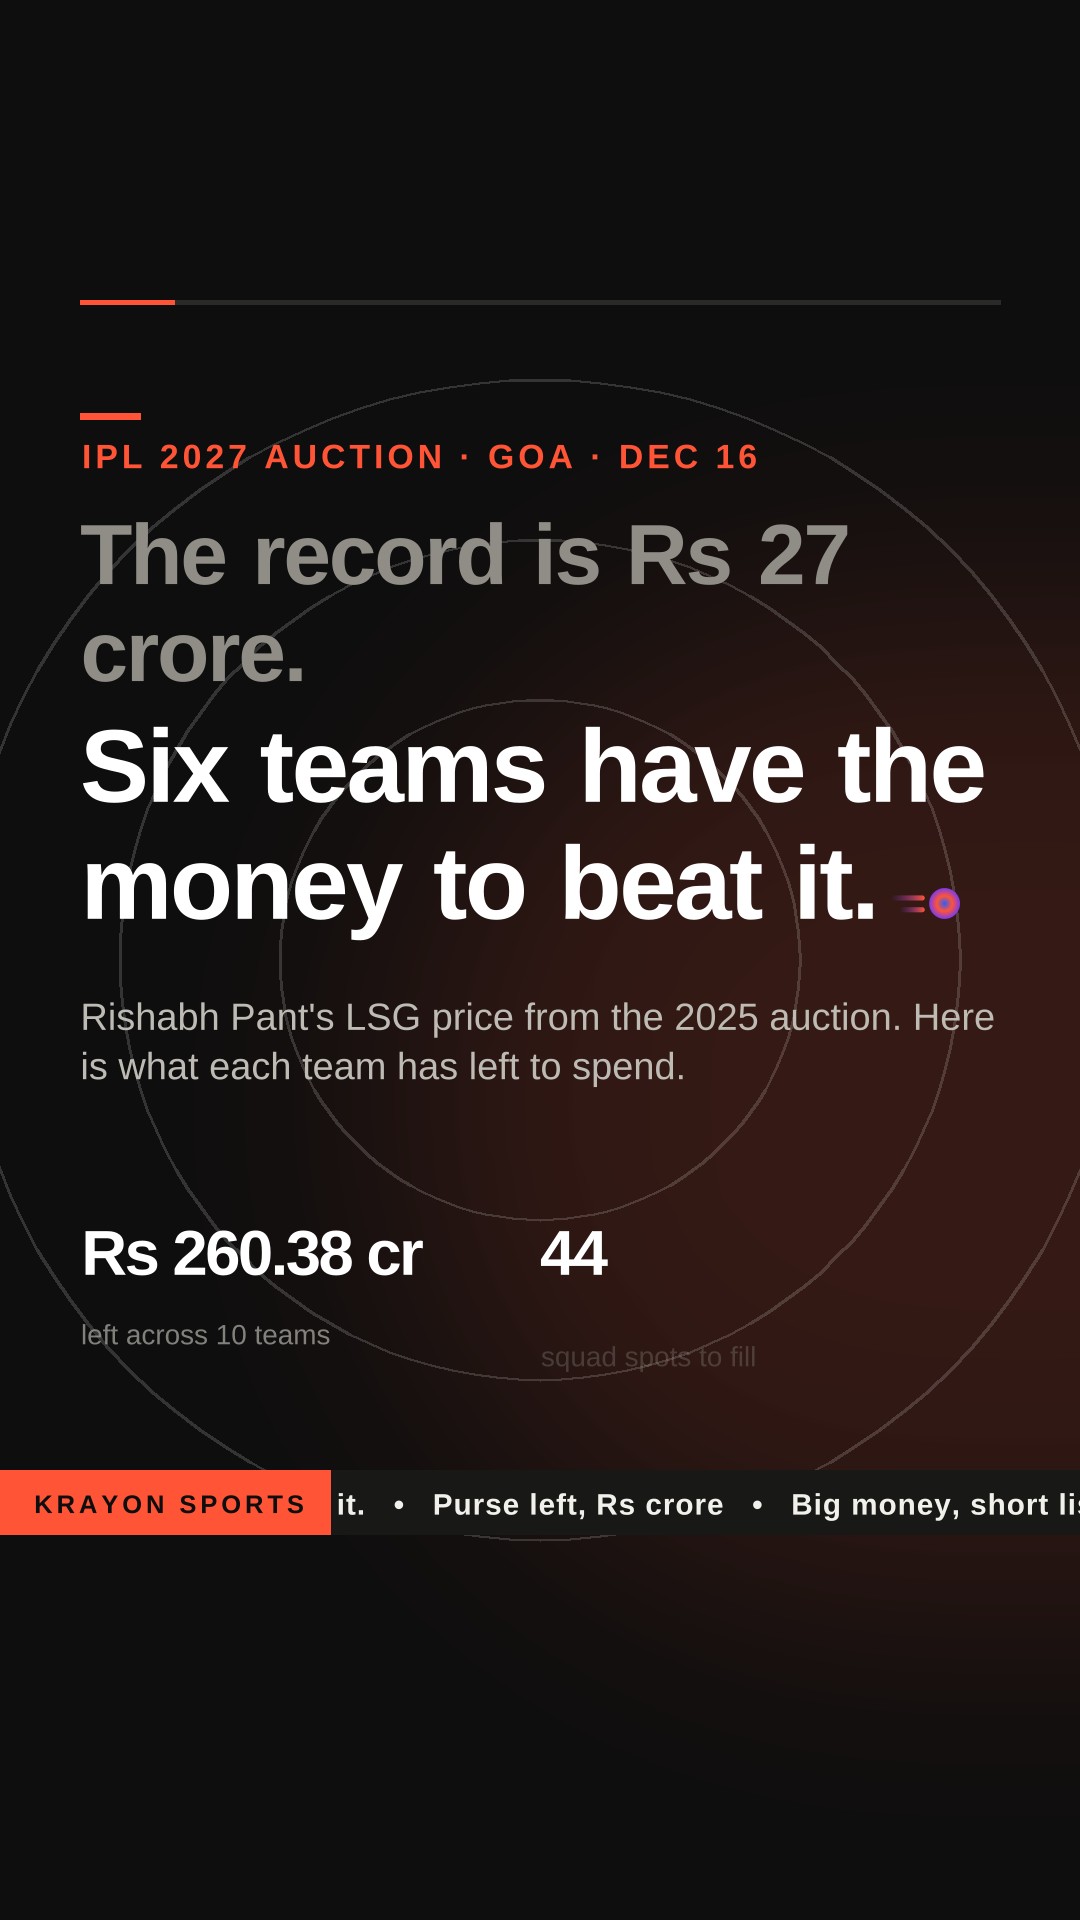 IPL 2027 AUCTION · GOA · DEC 16
The record is Rs 27
crore.
Six teams have the
money to beat it.
Rishabh Pant's LSG price from the 2025 auction. Here
is what each team has left to spend.
Rs 260.38 cr
left across 10 teams
44
squad spots to fill
KRAYON SPORTS
it. • Purse left, Rs crore • Big money, short